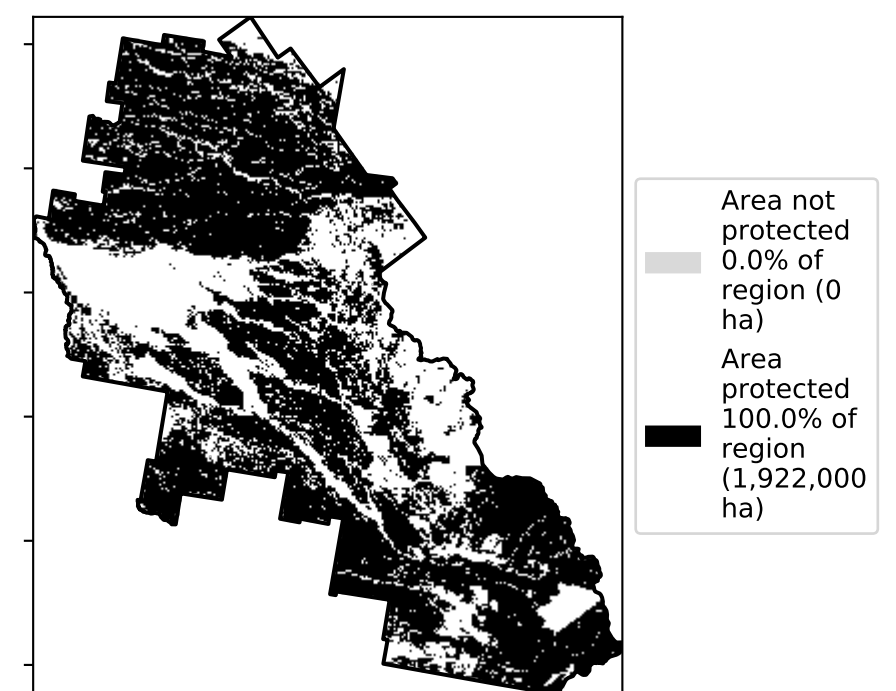 Area not
protected
0.0% of
region (0
ha)
Area
protected
100.0% of
region
(1,922,000
ha)